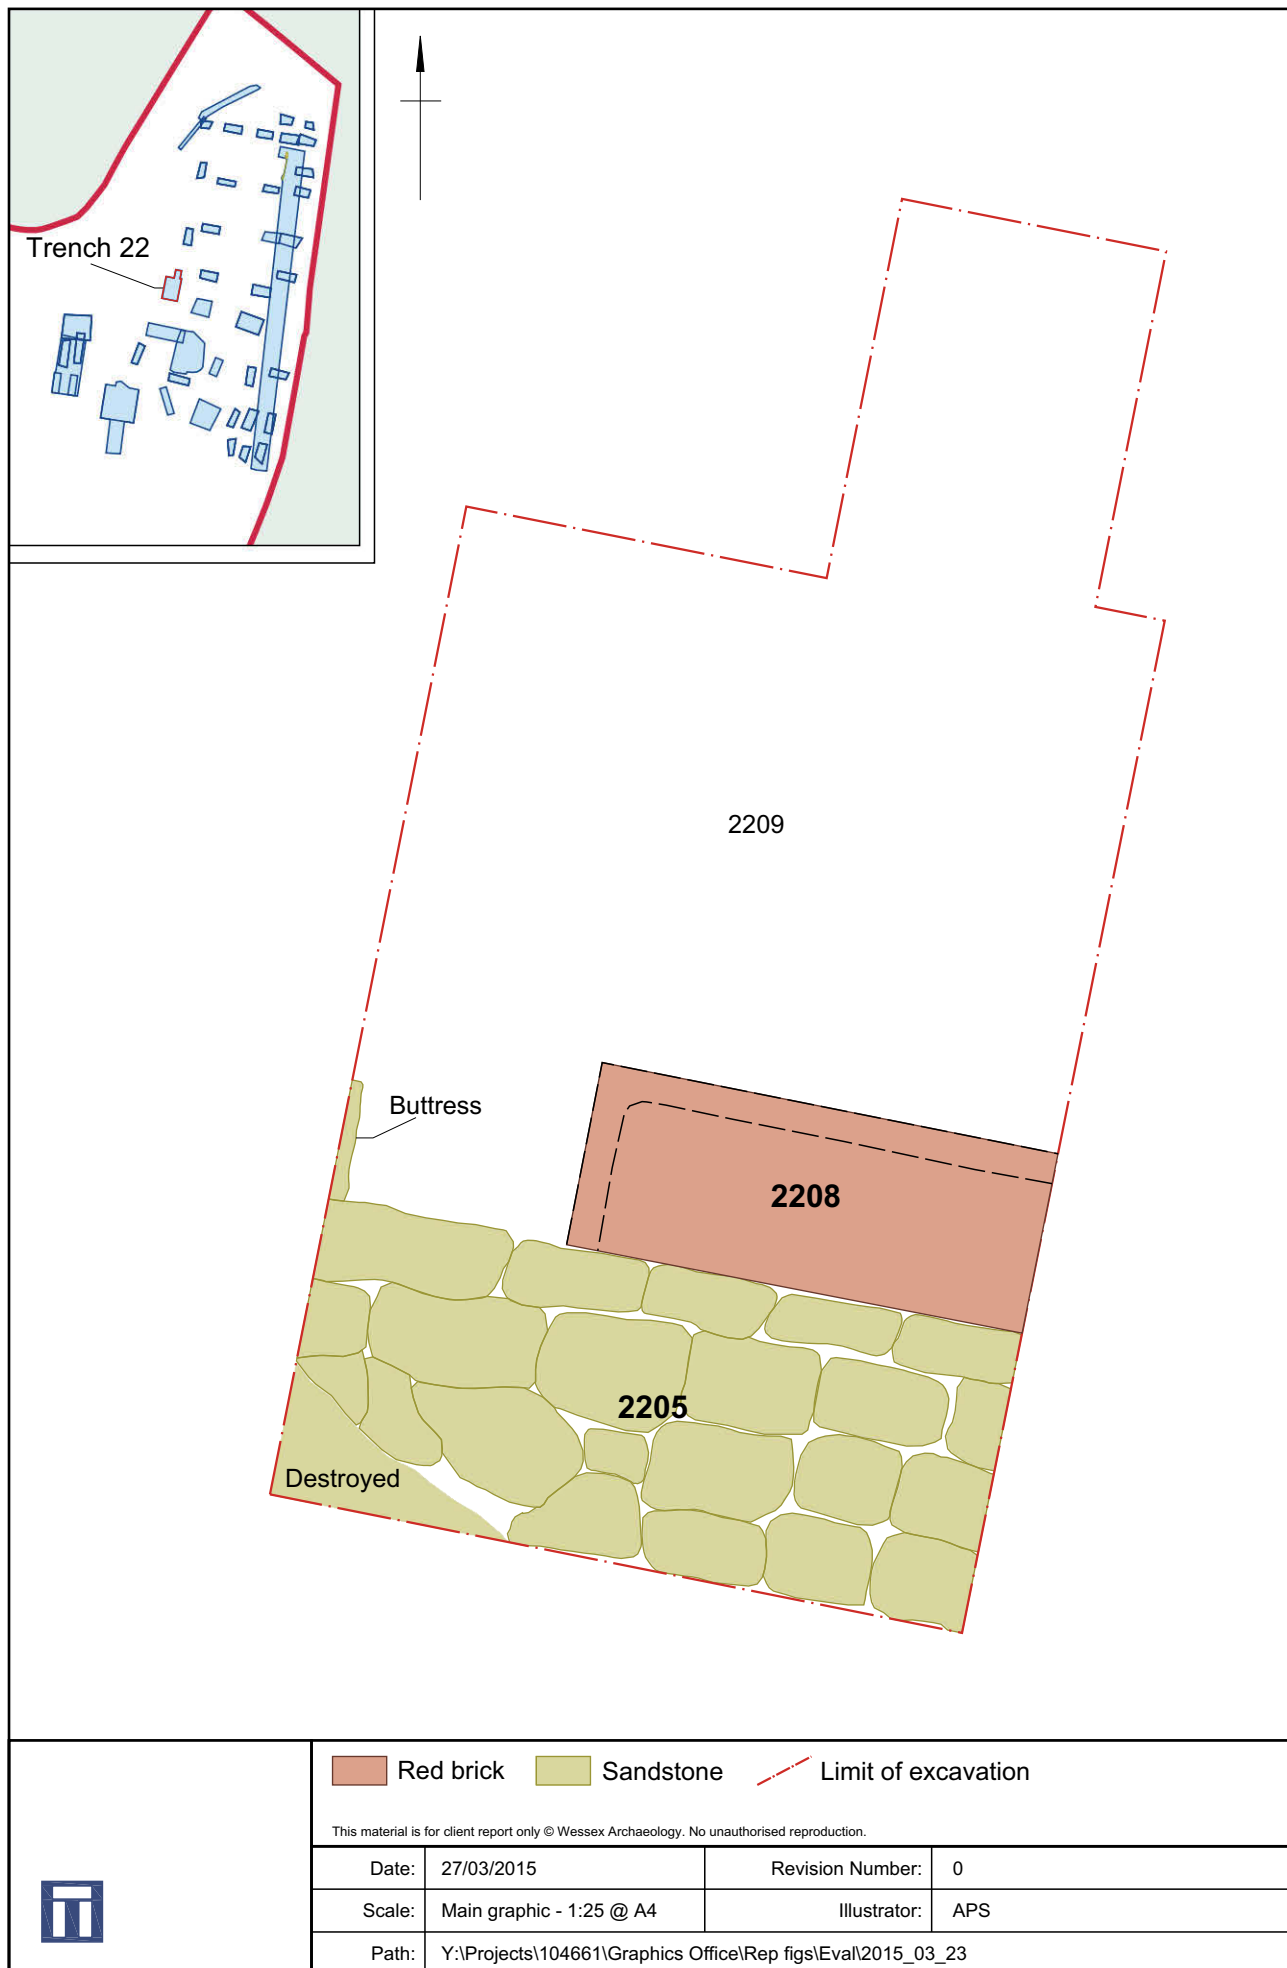 Trench 22
2209
Buttress
2208
2205
Destroyed
Red brick Sandstone Limit of excavation
This material is for client report only © Wessex Archaeology. No unauthorised reproduction.
Date: 27/03/2015 Revision Number: 0
Scale: Main graphic - 1:25 @ A4 Illustrator: APS
Path: Y:\Projects\104661\Graphics Office\Rep figs\Eval\2015_03_23